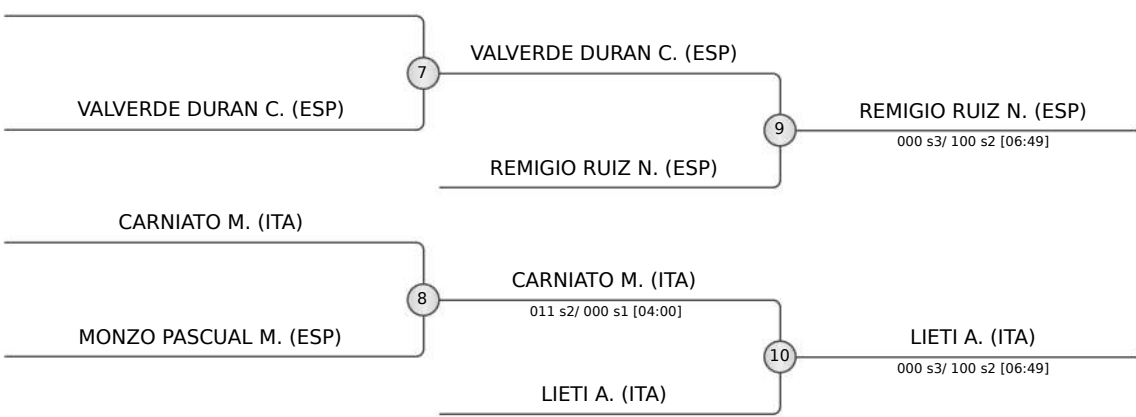 VALVERDE DURAN C. (ESP)
7
VALVERDE DURAN C. (ESP)
REMIGIO RUIZ N. (ESP)
9
000 s3/ 100 s2 [06:49]
REMIGIO RUIZ N. (ESP)
CARNIATO M. (ITA)
CARNIATO M. (ITA)
8
011 s2/ 000 s1 [04:00]
MONZO PASCUAL M. (ESP)
LIETI A. (ITA)
10
000 s3/ 100 s2 [06:49]
LIETI A. (ITA)